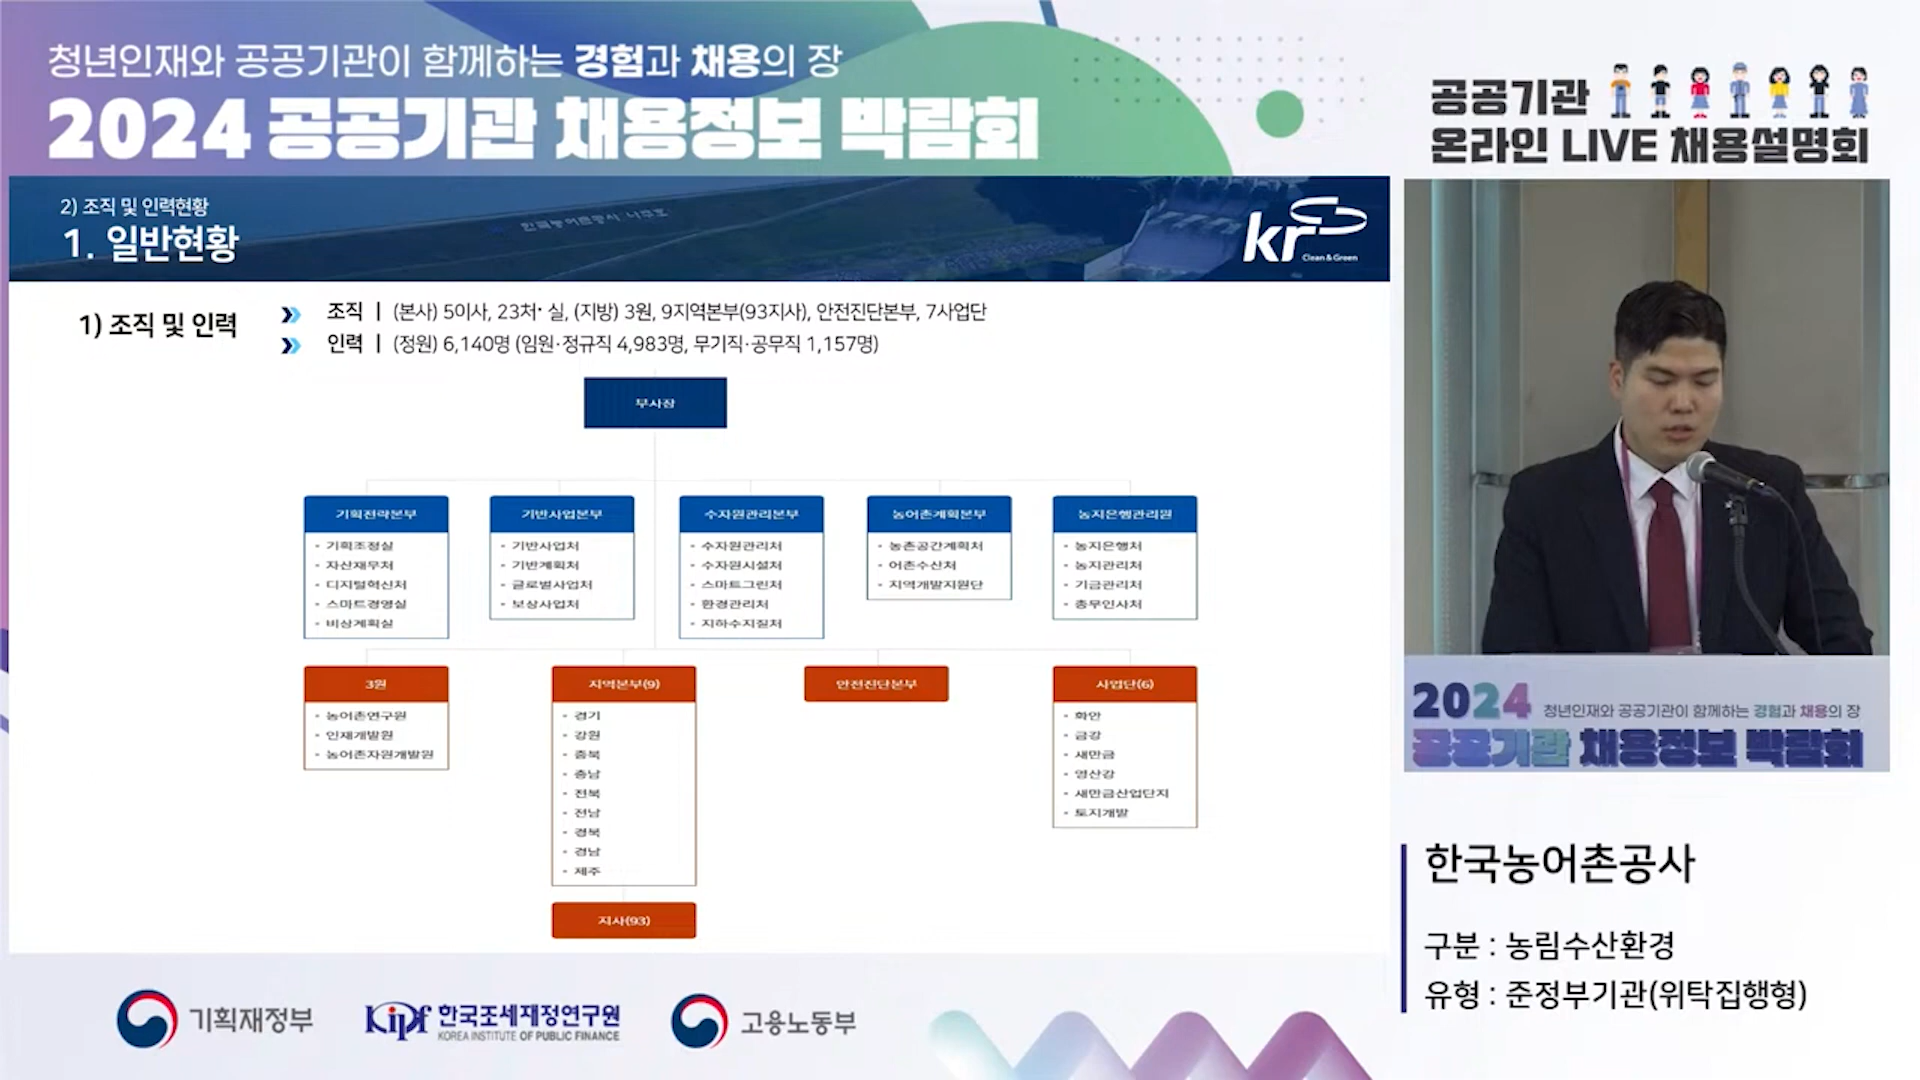 청년인재와 공공기관이 함께하는 경험과 채용의 장
2024 공공기관 채용정보 박람회
공공기관
온라인 LIVE 채용설명회
2) 조직 및 인력현황
1. 일반현황
한국농어촌공사 나주호
kr
Clean & Green
1) 조직 및 인력
조직 | (본사) 5이사, 23처· 실, (지방) 3원, 9지역본부(93지사), 안전진단본부, 7사업단
인력 | (정원) 6,140명 (임원·정규직 4,983명, 무기직·공무직 1,157명)
부사장
기획전략본부
- 기획조정실
- 자산재무처
- 디지털혁신처
- 스마트경영실
- 비상계획실
기반사업본부
- 기반사업처
- 기반계획처
- 글로벌사업처
- 보상사업처
수자원관리본부
- 수자원관리처
- 수자원시설처
- 스마트그린처
- 환경관리처
- 지하수지질처
농어촌계획본부
- 농촌공간계획처
- 어촌수산처
- 지역개발지원단
농지은행관리원
- 농지은행처
- 농지관리처
- 기금관리처
- 총무인사처
3원
- 농어촌연구원
- 인재개발원
- 농어촌자원개발원
지역본부(9)
- 경기
- 강원
- 충북
- 충남
- 전북
- 전남
- 경북
- 경남
- 제주
지사(93)
안전진단본부
사업단(6)
- 화안
- 금강
- 새만금
- 영산강
- 새만금산업단지
- 토지개발
2024 청년인재와 공공기관이 함께하는 경험과 채용의 장
공공기관 채용정보 박람회
한국농어촌공사
구분 : 농림수산환경
유형 : 준정부기관(위탁집행형)
기획재정부
Kipf 한국조세재정연구원
KOREA INSTITUTE OF PUBLIC FINANCE
고용노동부